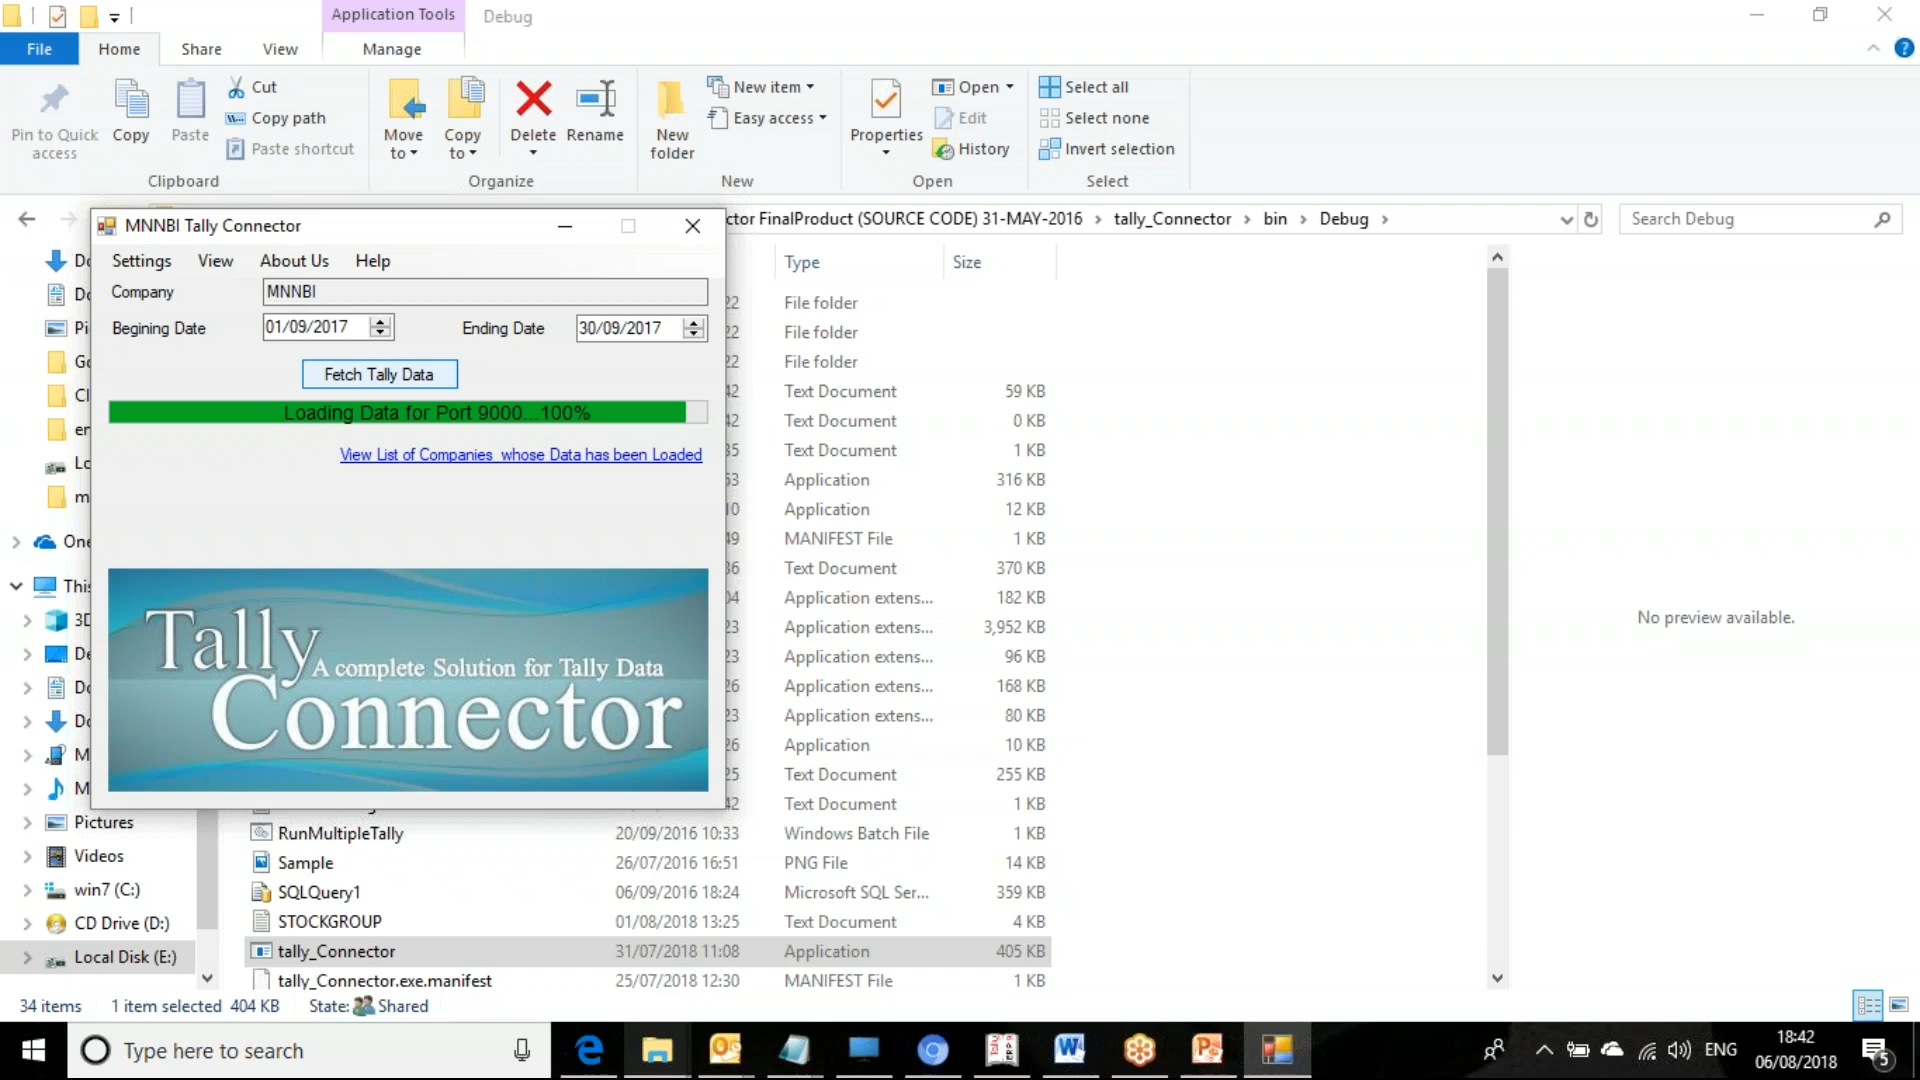 Application Tools
Debug
File
Home
Share
View
Manage
Pin to Quick access
Copy
Paste
Cut
Copy path
Paste shortcut
Clipboard
Move to
Copy to
Delete
Rename
Organize
New folder
New item
Easy access
New
Properties
Open
Edit
History
Open
Select all
Select none
Invert selection
Select
FinalProduct (SOURCE CODE) 31-MAY-2016 › tally_Connector › bin › Debug ›
Search Debug
MNNBI Tally Connector
Settings View About Us Help
Company MNNBI
Begining Date 01/09/2017 Ending Date 30/09/2017
Fetch Tally Data
Loading Data for Port 9000...100%
View List of Companies whose Data has been Loaded
Tally
A complete Solution for Tally Data
Connector
Type Size
File folder
File folder
File folder
Text Document 59 KB
Text Document 0 KB
Text Document 1 KB
Application 316 KB
Application 12 KB
MANIFEST File 1 KB
Text Document 370 KB
Application extens... 182 KB
Application extens... 3,952 KB
Application extens... 96 KB
Application extens... 168 KB
Application extens... 80 KB
Application 10 KB
Text Document 255 KB
Text Document 1 KB
RunMultipleTally 20/09/2016 10:33 Windows Batch File 1 KB
Sample 26/07/2016 16:51 PNG File 14 KB
SQLQuery1 06/09/2016 18:24 Microsoft SQL Ser... 359 KB
STOCKGROUP 01/08/2018 13:25 Text Document 4 KB
tally_Connector 31/07/2018 11:08 Application 405 KB
tally_Connector.exe.manifest 25/07/2018 12:30 MANIFEST File 1 KB
No preview available.
Pictures
Videos
win7 (C:)
CD Drive (D:)
Local Disk (E:)
34 items 1 item selected 404 KB State: Shared
Type here to search
ENG
18:42
06/08/2018
5